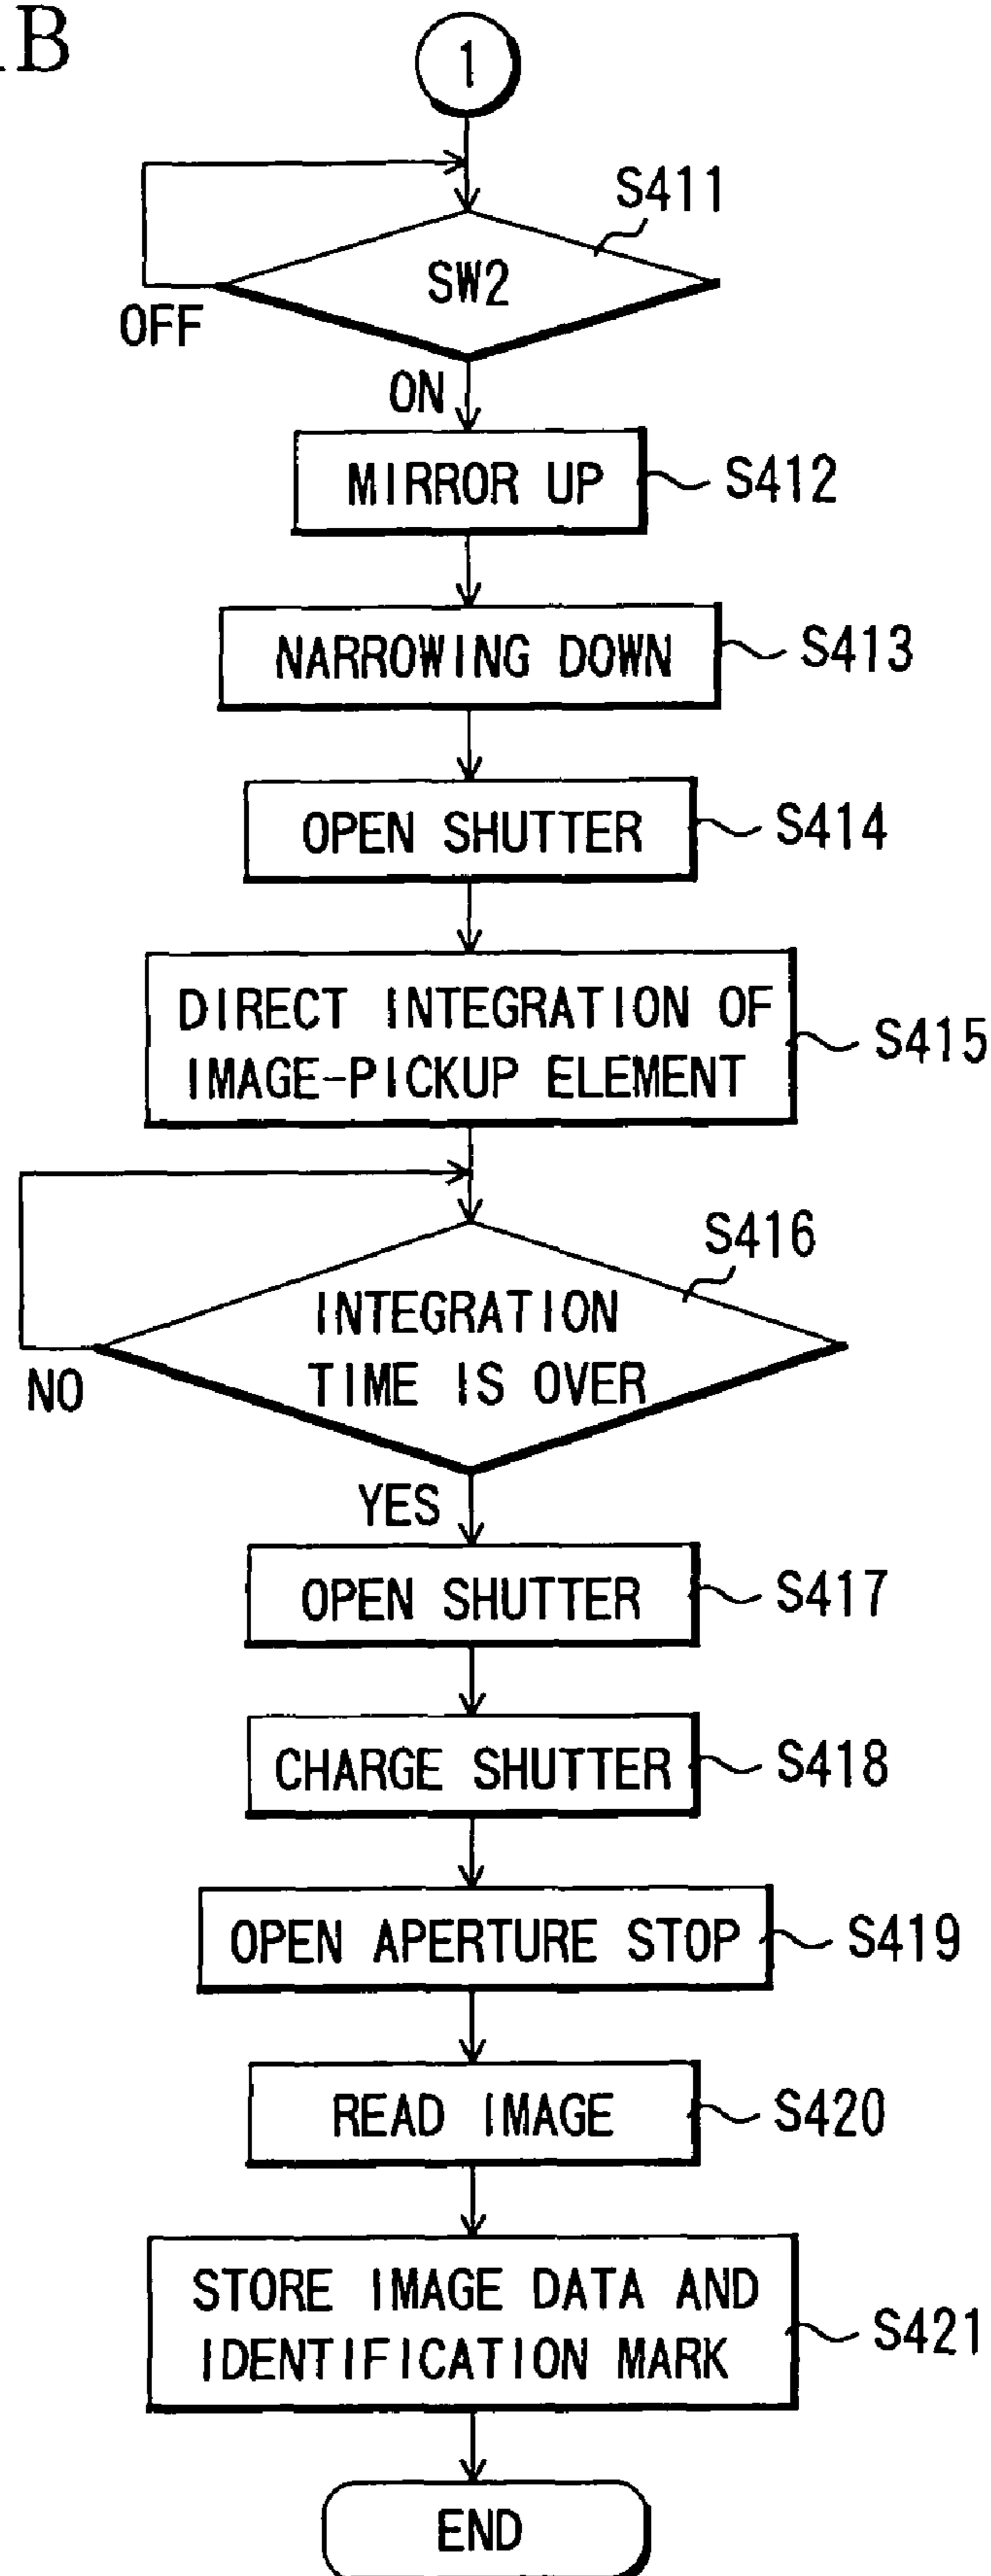 B
1
S411
SW2
OFF
ON
MIRROR UP
S412
NARROWING DOWN
S413
OPEN SHUTTER
S414
DIRECT INTEGRATION OF
IMAGE-PICKUP ELEMENT
S415
S416
INTEGRATION
TIME IS OVER
NO
YES
OPEN SHUTTER
S417
CHARGE SHUTTER
S418
OPEN APERTURE STOP
S419
READ IMAGE
S420
STORE IMAGE DATA AND
IDENTIFICATION MARK
S421
END